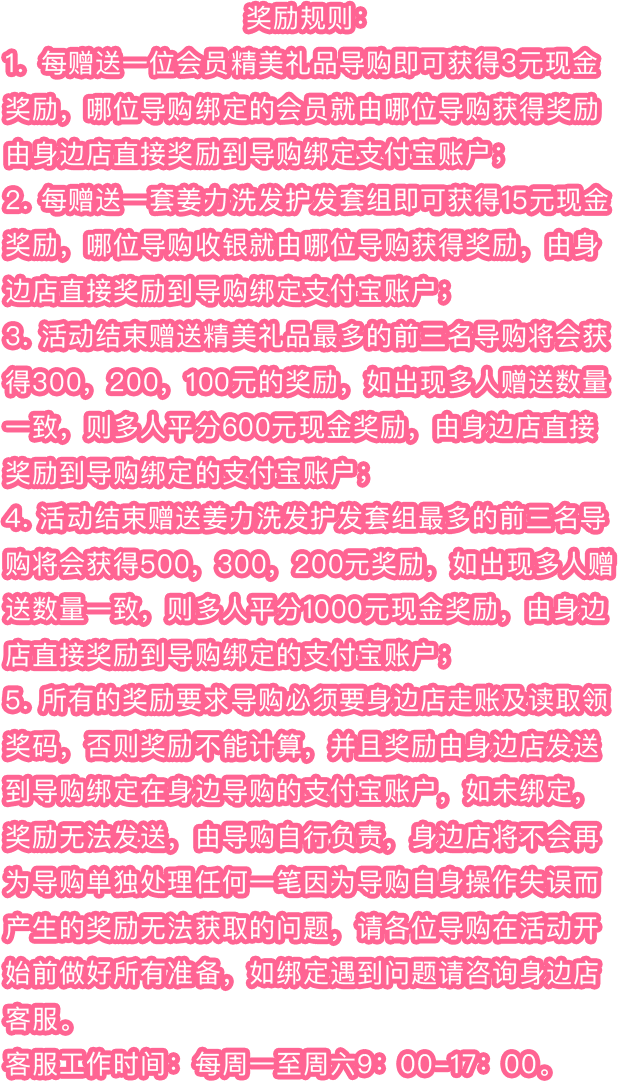 奖励规则：
1. 每赠送一位会员精美礼品导购即可获得3元现金
奖励，哪位导购绑定的会员就由哪位导购获得奖励
由身边店直接奖励到导购绑定支付宝账户；
2. 每赠送一套姜力洗发护发套组即可获得15元现金
奖励，哪位导购收银就由哪位导购获得奖励，由身
边店直接奖励到导购绑定支付宝账户；
3. 活动结束赠送精美礼品最多的前三名导购将会获
得300，200，100元的奖励，如出现多人赠送数量
一致，则多人平分600元现金奖励，由身边店直接
奖励到导购绑定的支付宝账户；
4. 活动结束赠送姜力洗发护发套组最多的前三名导
购将会获得500，300，200元奖励，如出现多人赠
送数量一致，则多人平分1000元现金奖励，由身边
店直接奖励到导购绑定的支付宝账户；
5. 所有的奖励要求导购必须要身边店走账及读取领
奖码，否则奖励不能计算，并且奖励由身边店发送
到导购绑定在身边导购的支付宝账户，如未绑定，
奖励无法发送，由导购自行负责，身边店将不会再
为导购单独处理任何一笔因为导购自身操作失误而
产生的奖励无法获取的问题，请各位导购在活动开
始前做好所有准备，如绑定遇到问题请咨询身边店
客服。
客服工作时间：每周一至周六9：00-17：00。